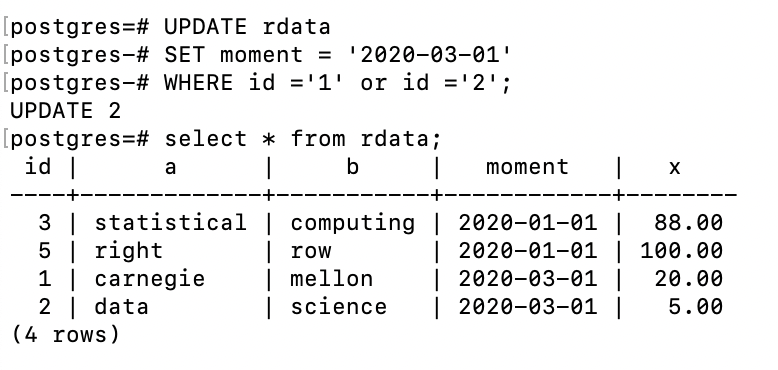 [postgres=# UPDATE rdata
[postgres-# SET moment = '2020-03-01'
[postgres-# WHERE id ='1' or id ='2';
UPDATE 2
[postgres=# select * from rdata;
 id |      a      |     b     |   moment   |   x
----+-------------+-----------+------------+--------
  3 | statistical | computing | 2020-01-01 |  88.00
  5 | right       | row       | 2020-01-01 | 100.00
  1 | carnegie    | mellon    | 2020-03-01 |  20.00
  2 | data        | science   | 2020-03-01 |   5.00
(4 rows)